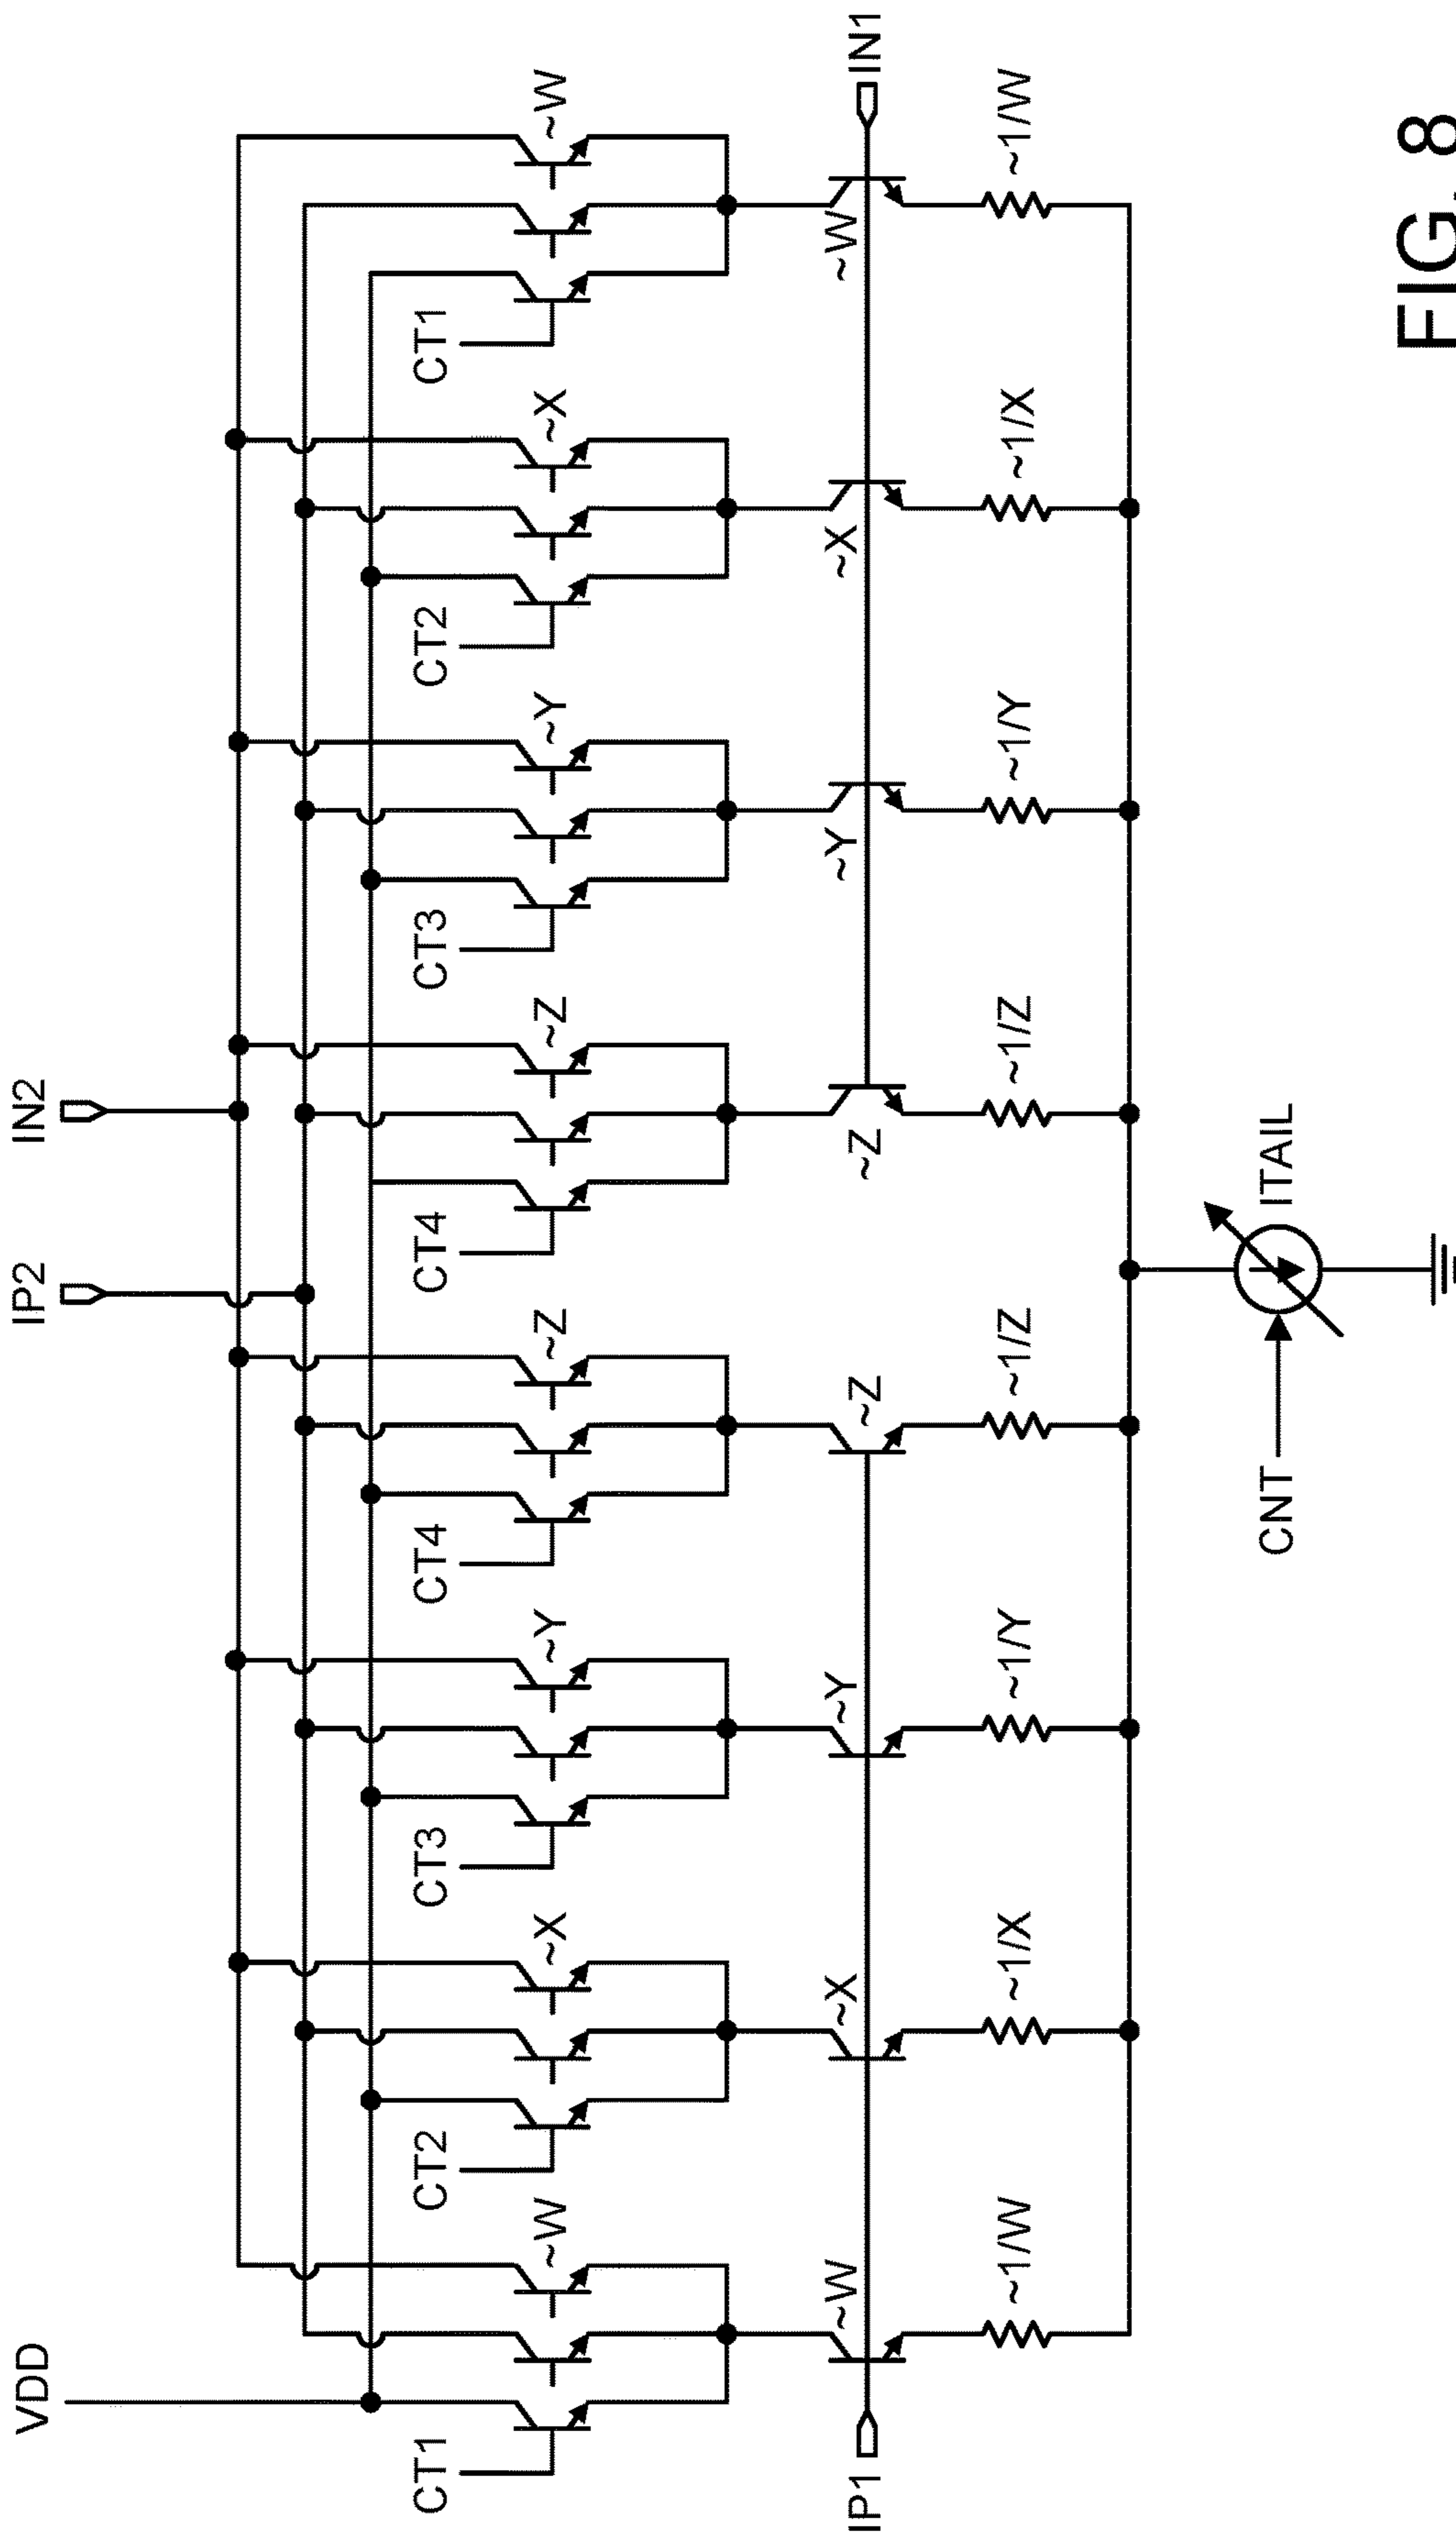 VDD
IP2
IN2
CT1
~W
CT2
~X
CT3
~Y
CT4
~Z
CT4
~Z
CT3
~Y
CT2
~X
CT1
~W
IP1
~W
~X
~Y
~Z
~Z
~Y
~X
~W
IN1
~1/W
~1/X
~1/Y
~1/Z
~1/Z
~1/Y
~1/X
~1/W
CNT
ITAIL
FIG. 8